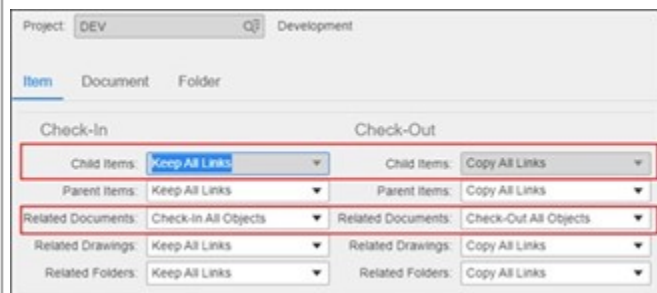 Project: DEV Development
Item Document Folder
Check-In Check-Out
Child Items: Keep All Links Child Items: Copy All Links
Parent Items: Keep All Links Parent Items: Copy All Links
Related Documents: Check-In All Objects Related Documents: Check-Out All Objects
Related Drawings: Keep All Links Related Drawings: Copy All Links
Related Folders: Keep All Links Related Folders: Copy All Links